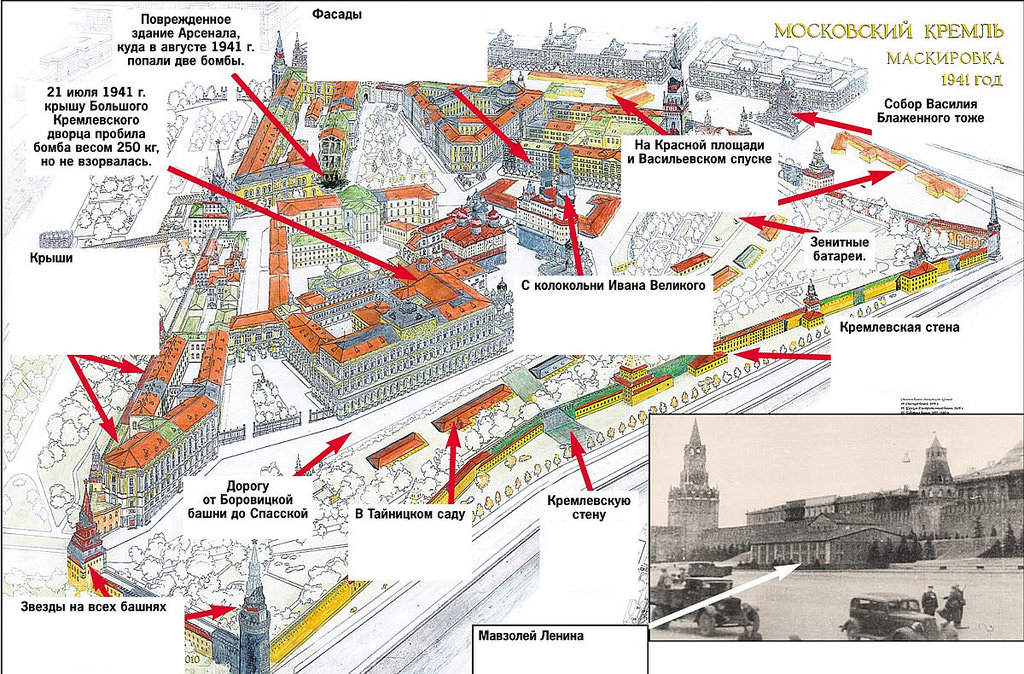 Фасады
Поврежденное
здание Арсенала,
куда в августе 1941 г.
попали две бомбы.
МОСКОВСКИЙ КРЕМЛЬ
МАСКИРОВКА
1941 ГОД
21 июля 1941 г.
крышу Большого
Кремлевского
дворца пробила
бомба весом 250 кг,
но не взорвалась.
Собор Василия
Блаженного тоже
На Красной площади
и Васильевском спуске
Зенитные
батареи.
Крыши
С колокольни Ивана Великого
Кремлевская стена
Дорогу
от Боровицкой
башни до Спасской
В Тайницком саду
Кремлевскую
стену
Звезды на всех башнях
Мавзолей Ленина